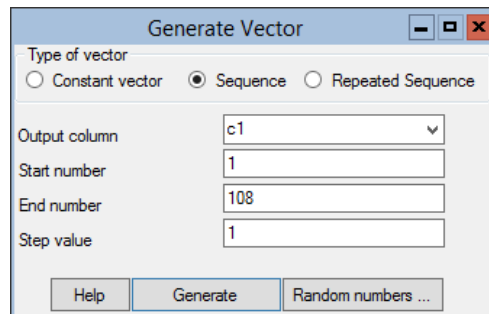 Generate Vector
Type of vector
Constant vector Sequence Repeated Sequence
Output column c1
Start number 1
End number 108
Step value 1
Help Generate Random numbers ...